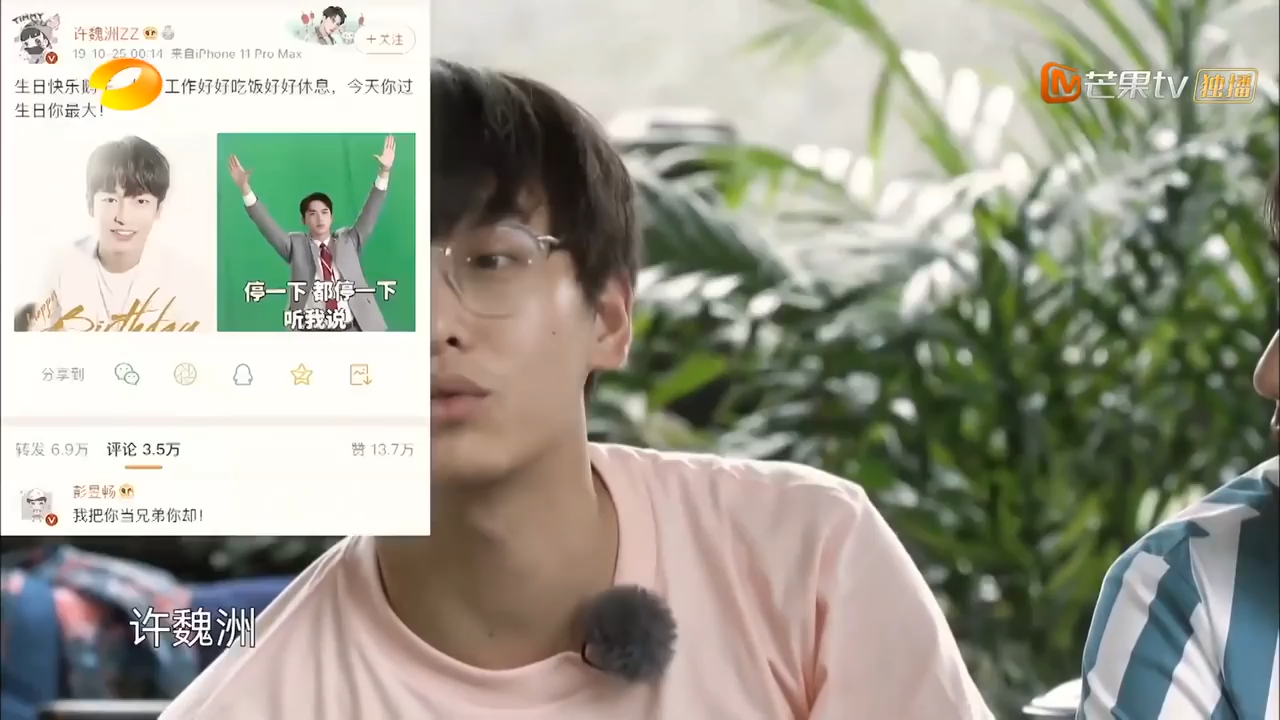 许魏洲ZZ
19-10-25 00:14 来自iPhone 11 Pro Max
+关注
生日快乐
工作好好吃饭好好休息，今天你过
生日你最大！
Happy
Birthday
停一下 都停一下
听我说
分享到
转发 6.9万 评论 3.5万 赞 13.7万
彭昱畅
我把你当兄弟你却！
许魏洲
芒果tv 独播